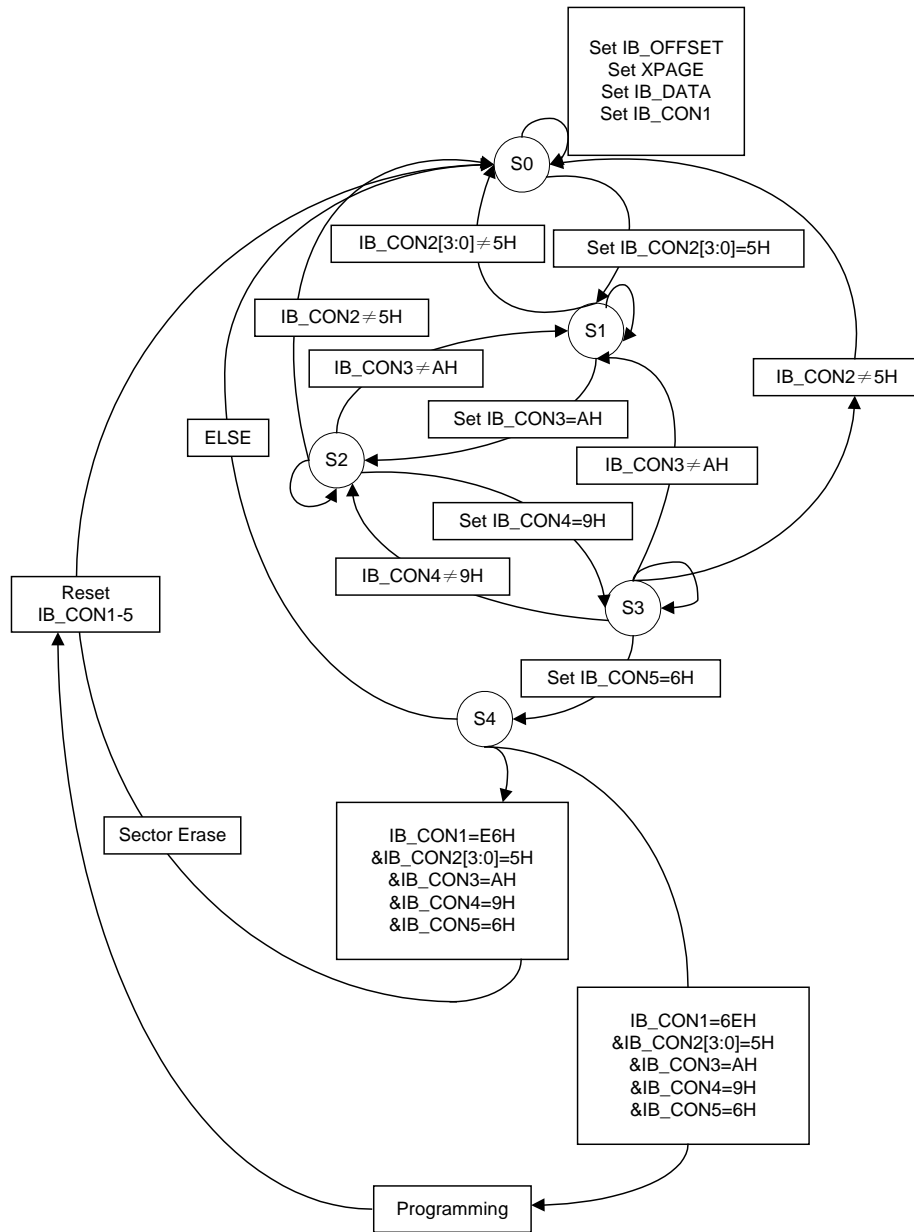 Set IB_OFFSET
Set XPAGE
Set IB_DATA
Set IB_CON1
S0
IB_CON2[3:0]≠5H
Set IB_CON2[3:0]=5H
IB_CON2≠5H
S1
IB_CON3≠AH
IB_CON2≠5H
Set IB_CON3=AH
ELSE
S2
IB_CON3≠AH
Set IB_CON4=9H
IB_CON4≠9H
Reset
IB_CON1-5
S3
Set IB_CON5=6H
S4
Sector Erase
IB_CON1=E6H
&IB_CON2[3:0]=5H
&IB_CON3=AH
&IB_CON4=9H
&IB_CON5=6H
IB_CON1=6EH
&IB_CON2[3:0]=5H
&IB_CON3=AH
&IB_CON4=9H
&IB_CON5=6H
Programming